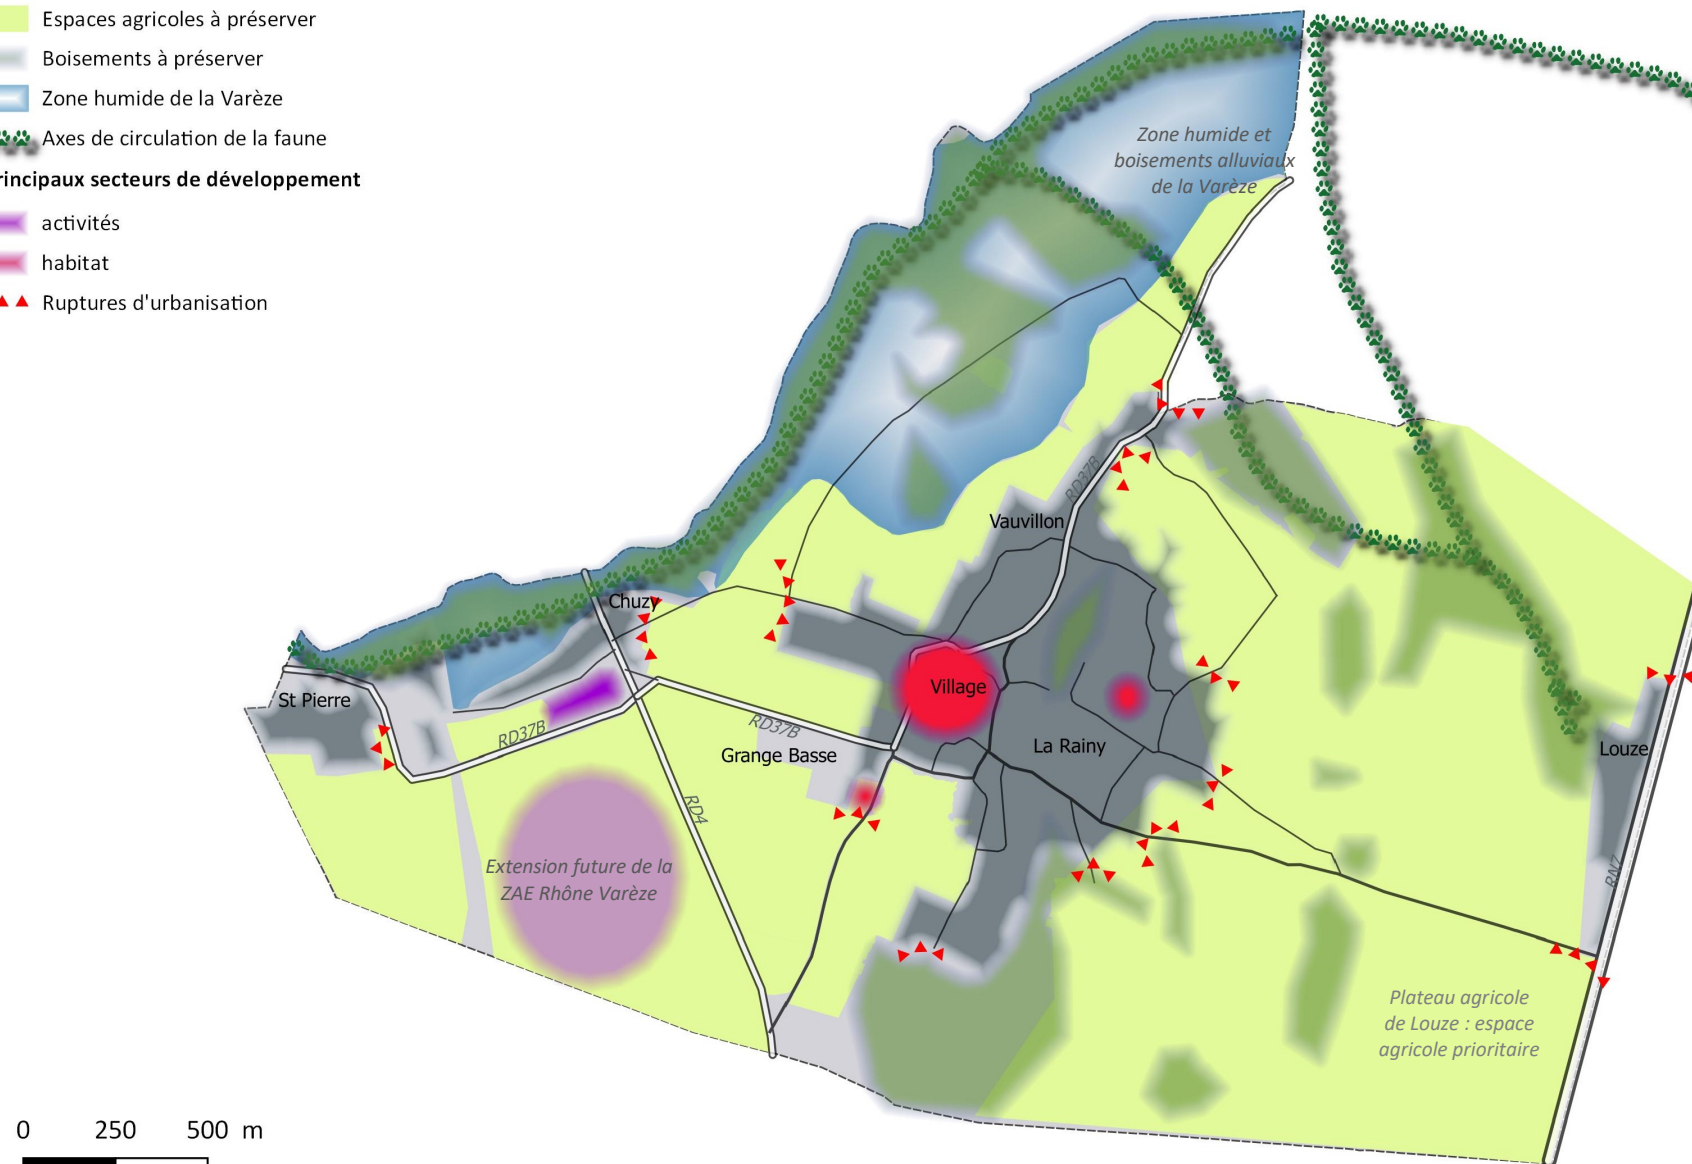 Espaces agricoles à préserver
Boisements à préserver
Zone humide de la Varèze
Axes de circulation de la faune
rincipaux secteurs de développement
activités
habitat
Ruptures d'urbanisation
Zone humide et
boisements alluviaux
de la Varèze
RD37B
Vauvillon
Chuzy
St Pierre
Village
RD37B
RD37B
Grange Basse
La Rainy
Louze
RD4
RN7
Extension future de la
ZAE Rhône Varèze
Plateau agricole
de Louze : espace
agricole prioritaire
0 250 500 m